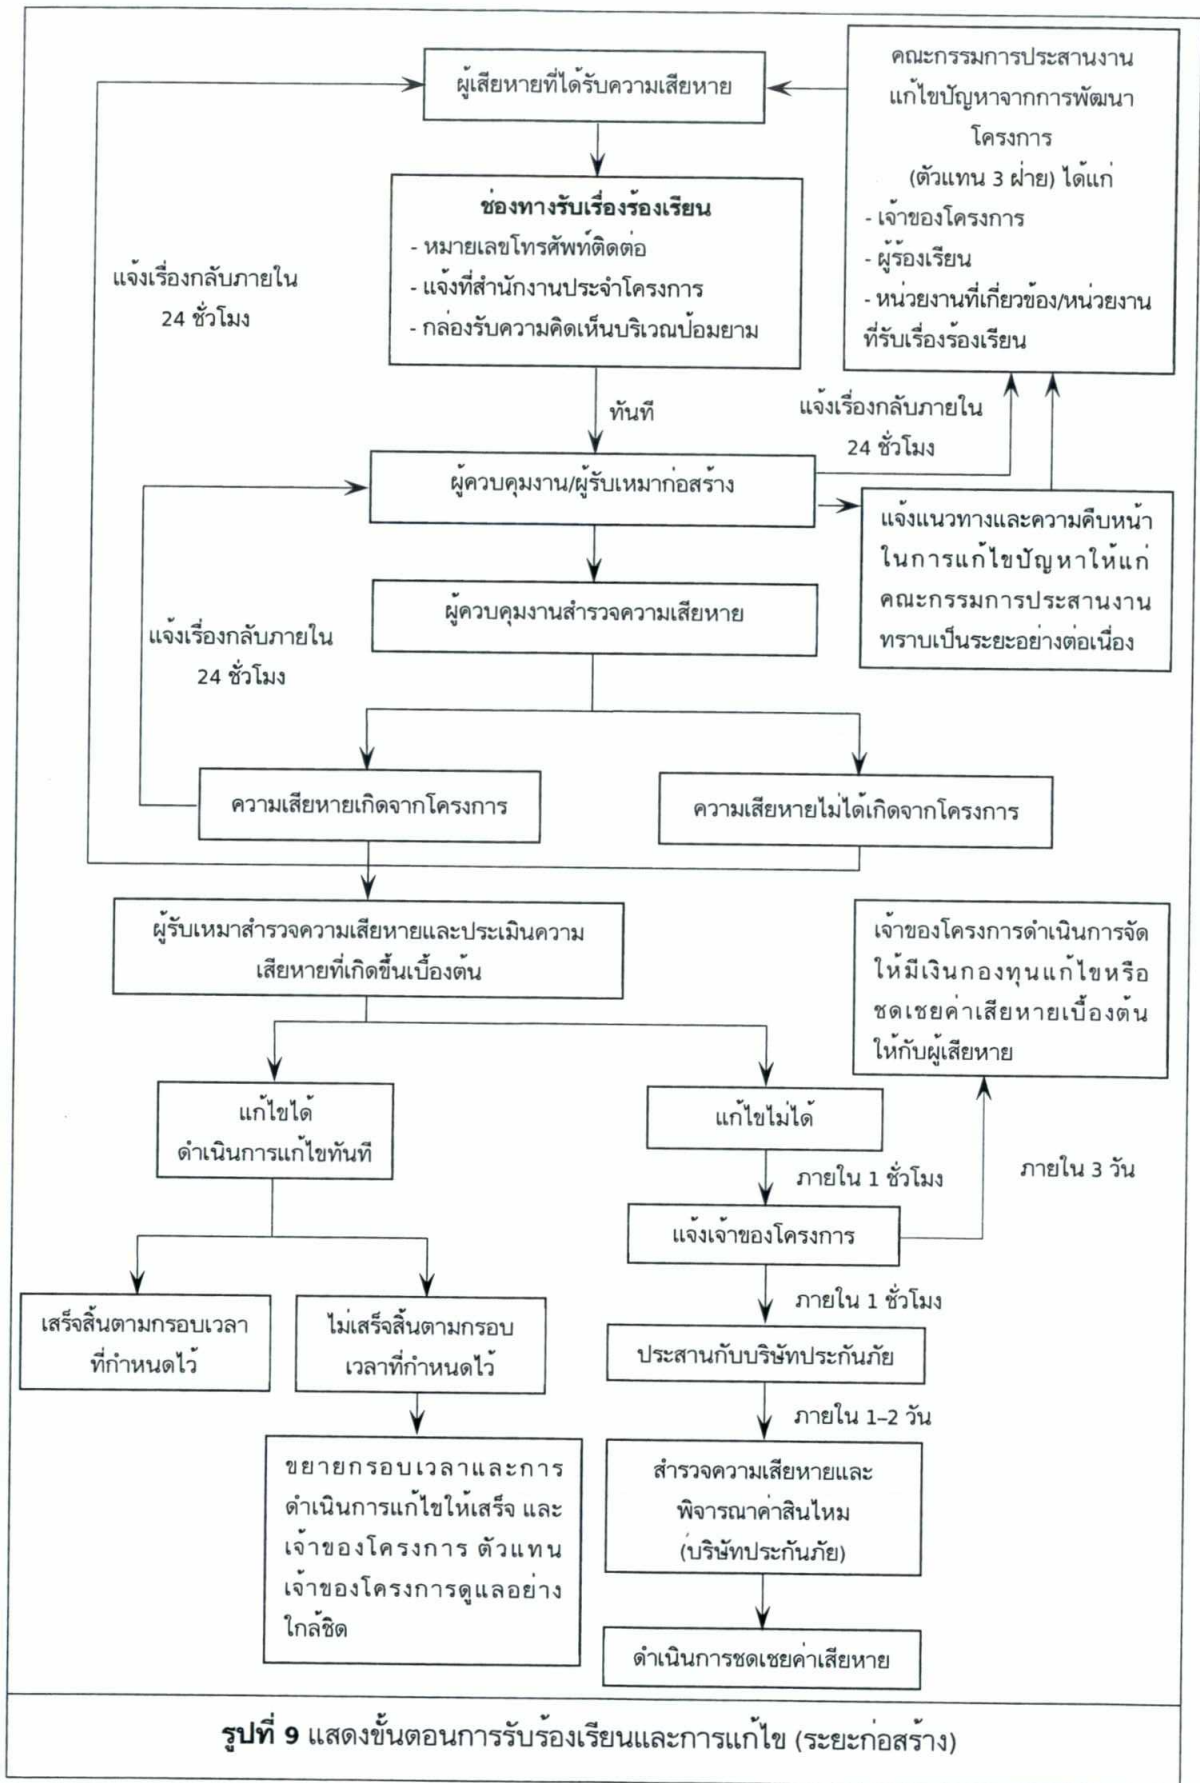 ผู้เสียหายที่ได้รับความเสียหาย
คณะกรรมการประสานงาน
แก้ไขปัญหาจากการพัฒนา
โครงการ
(ตัวแทน 3 ฝ่าย) ได้แก่
- เจ้าของโครงการ
- ผู้ร้องเรียน
- หน่วยงานที่เกี่ยวข้อง/หน่วยงาน
ที่รับเรื่องร้องเรียน
ช่องทางรับเรื่องร้องเรียน
- หมายเลขโทรศัพท์ติดต่อ
- แจ้งที่สำนักงานประจำโครงการ
- กล่องรับความคิดเห็นบริเวณป้อมยาม
แจ้งเรื่องกลับภายใน
24 ชั่วโมง
ทันที
แจ้งเรื่องกลับภายใน
24 ชั่วโมง
ผู้ควบคุมงาน/ผู้รับเหมาก่อสร้าง
แจ้งแนวทางและความคืบหน้า
ในการแก้ไขปัญหาให้แก่
คณะกรรมการประสานงาน
ทราบเป็นระยะอย่างต่อเนื่อง
ผู้ควบคุมงานสำรวจความเสียหาย
แจ้งเรื่องกลับภายใน
24 ชั่วโมง
ความเสียหายเกิดจากโครงการ
ความเสียหายไม่ได้เกิดจากโครงการ
ผู้รับเหมาสำรวจความเสียหายและประเมินความ
เสียหายที่เกิดขึ้นเบื้องต้น
เจ้าของโครงการดำเนินการจัด
ให้มีเงินกองทุนแก้ไขหรือ
ชดเชยค่าเสียหายเบื้องต้น
ให้กับผู้เสียหาย
แก้ไขได้
ดำเนินการแก้ไขทันที
แก้ไขไม่ได้
ภายใน 1 ชั่วโมง
ภายใน 3 วัน
แจ้งเจ้าของโครงการ
ภายใน 1 ชั่วโมง
เสร็จสิ้นตามกรอบเวลา
ที่กำหนดไว้
ไม่เสร็จสิ้นตามกรอบ
เวลาที่กำหนดไว้
ประสานกับบริษัทประกันภัย
ภายใน 1–2 วัน
ขยายกรอบเวลาและการ
ดำเนินการแก้ไขให้เสร็จ และ
เจ้าของโครงการ ตัวแทน
เจ้าของโครงการดูแลอย่าง
ใกล้ชิด
สำรวจความเสียหายและ
พิจารณาค่าสินไหม
(บริษัทประกันภัย)
ดำเนินการชดเชยค่าเสียหาย
รูปที่ 9 แสดงขั้นตอนการรับร้องเรียนและการแก้ไข (ระยะก่อสร้าง)